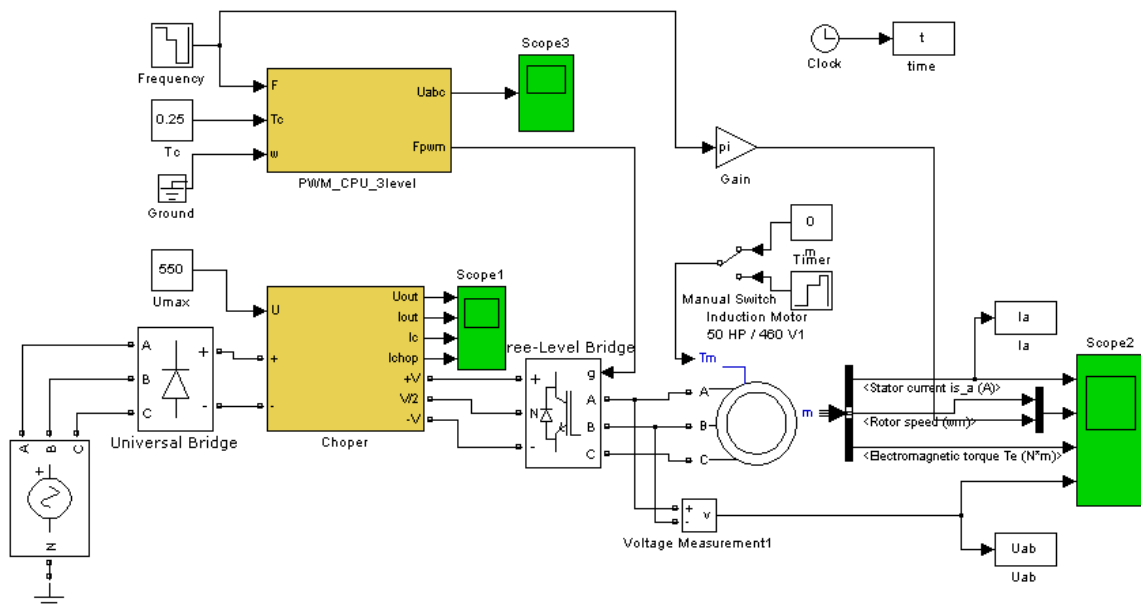 Frequency
F
Tc
w
Uabc
Fpwm
PWM_CPU_3level
0.25
Tc
Ground
Scope3
Clock
t
time
pi
Gain
0
m
Timer
Manual Switch
Induction Motor
50 HP / 460 V1
550
Umax
U
+
-
Uout
Iout
Ic
Ichop
+V
V/2
-V
Choper
Scope1
A
B
C
+
-
Universal Bridge
A
B
C
+
N
ree-Level Bridge
+
N
-
g
A
B
C
Tm
A
B
C
m
<Stator current is_a (A)>
<Rotor speed (wm)>
<Electromagnetic torque Te (N*m)>
Ia
Ia
Scope2
+
-
v
Voltage Measurement1
Uab
Uab